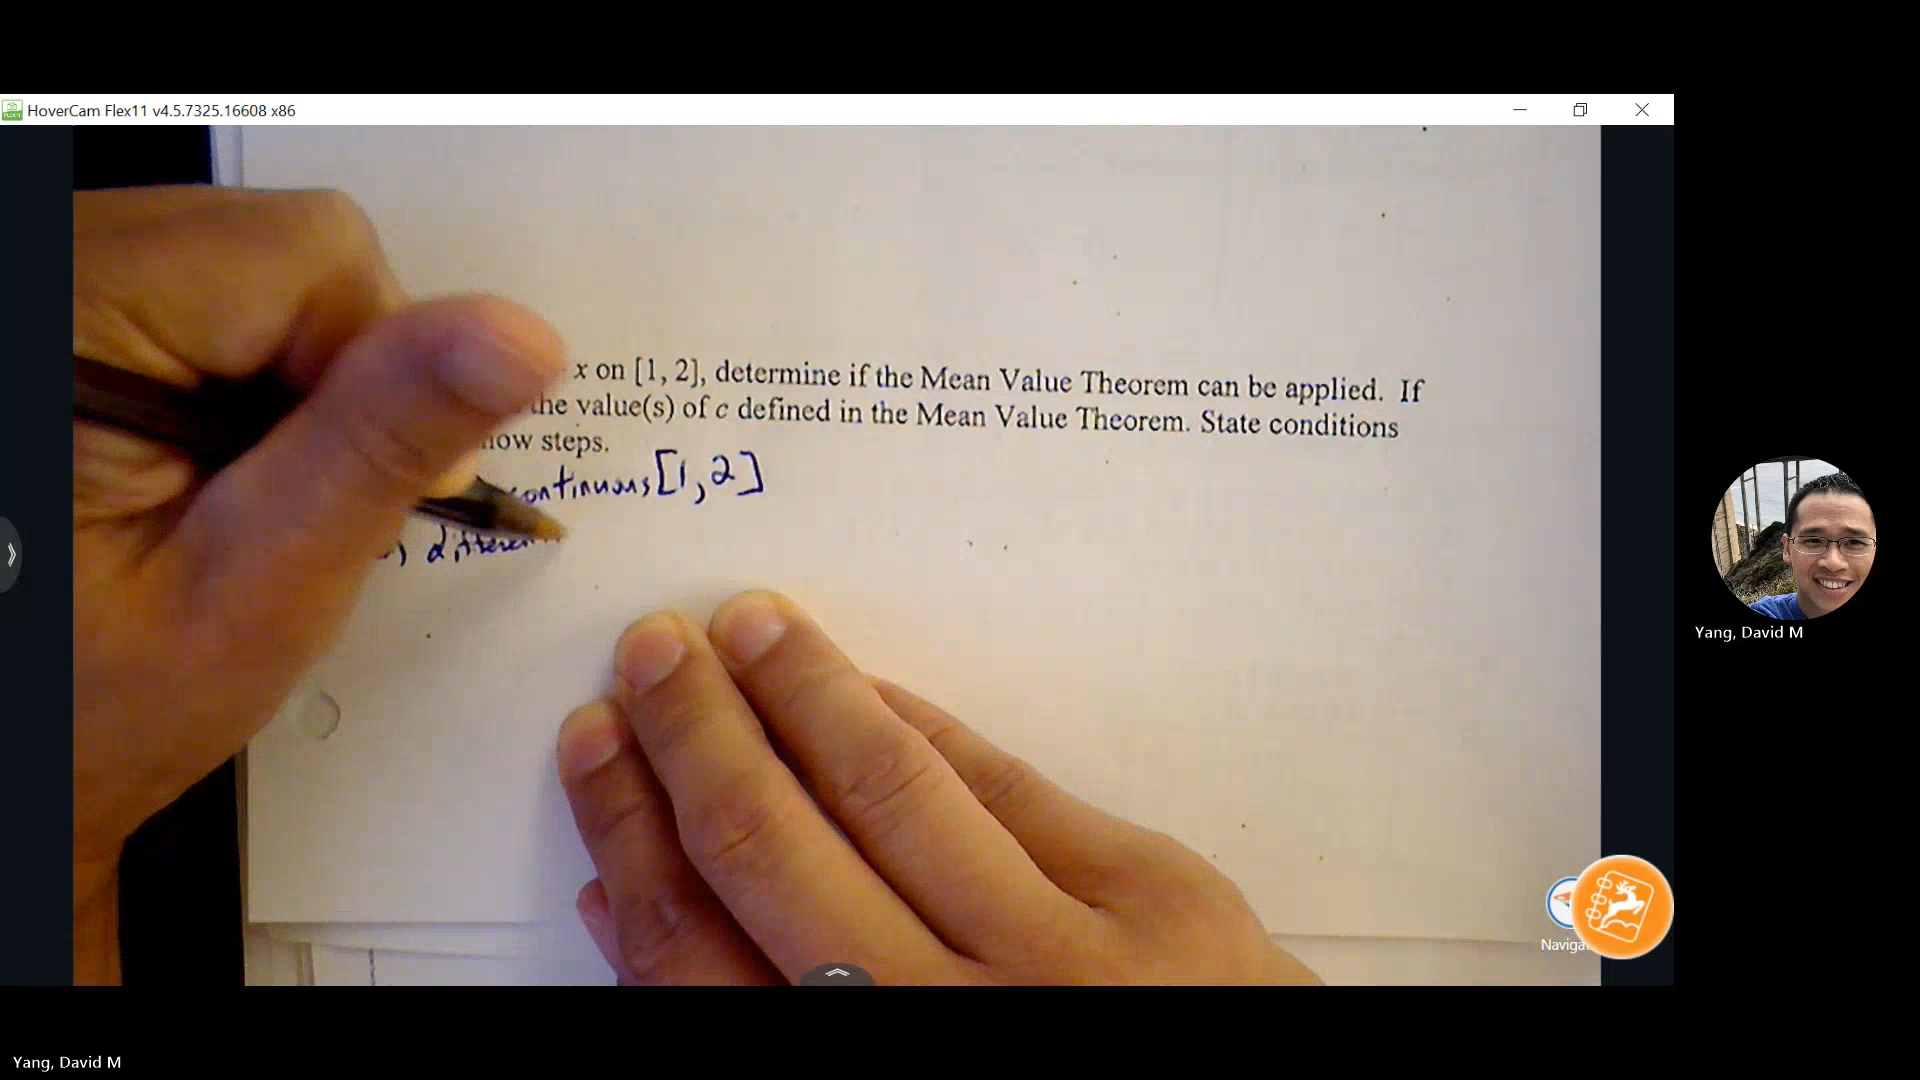 HoverCam Flex11 v4.5.7325.16608 x86
x on [1, 2], determine if the Mean Value Theorem can be applied. If
the value(s) of c defined in the Mean Value Theorem. State conditions
steps.
continuous [1,2]
Navigat
Yang, David M
Yang, David M